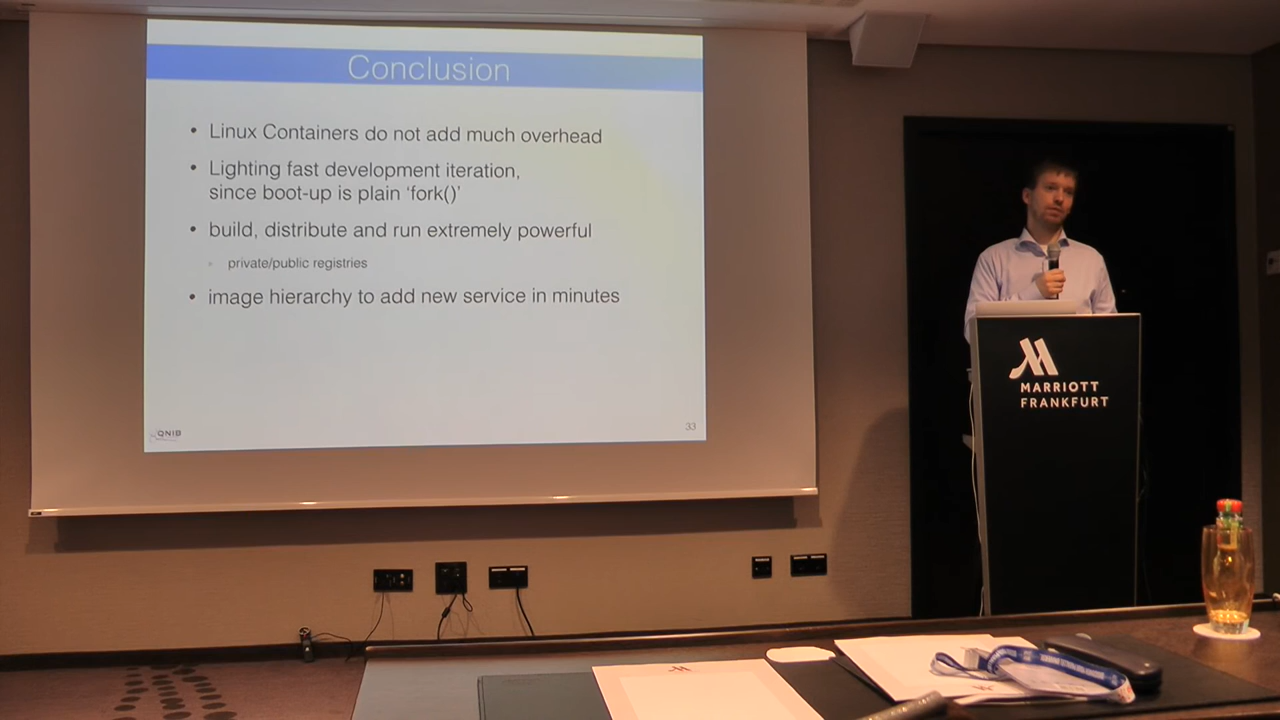 Conclusion
• Linux Containers do not add much overhead
• Lighting fast development iteration,
since boot-up is plain ‘fork()’
• build, distribute and run extremely powerful
• private/public registries
• image hierarchy to add new service in minutes
QNIB
33
MARRIOTT
FRANKFURT